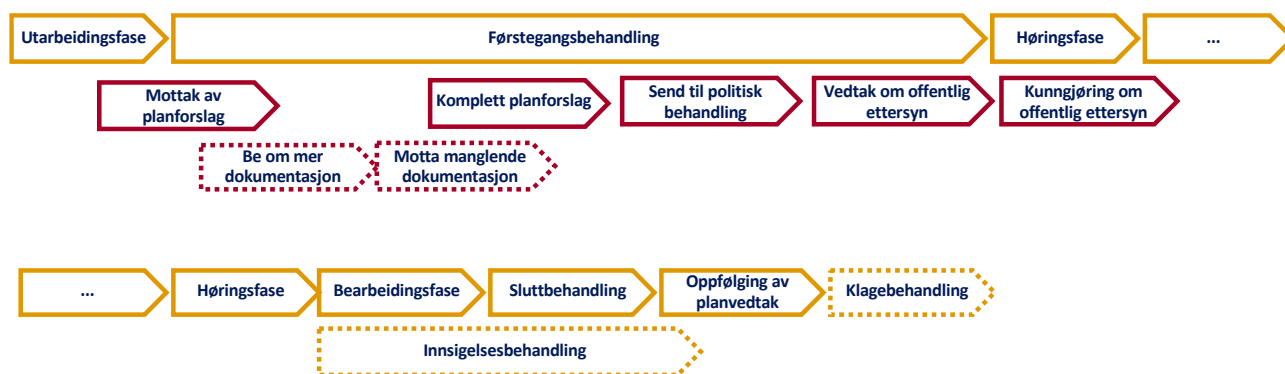 Utarbeidingsfase
Førstegangsbehandling
Høringsfase
...
Mottak av
planforslag
Komplett planforslag
Send til politisk
behandling
Vedtak om offentlig
ettersyn
Kunngjøring om
offentlig ettersyn
Be om mer
dokumentasjon
Motta manglende
dokumentasjon
...
Høringsfase
Bearbeidingsfase
Sluttbehandling
Oppfølging av
planvedtak
Klagebehandling
Innsigelsesbehandling